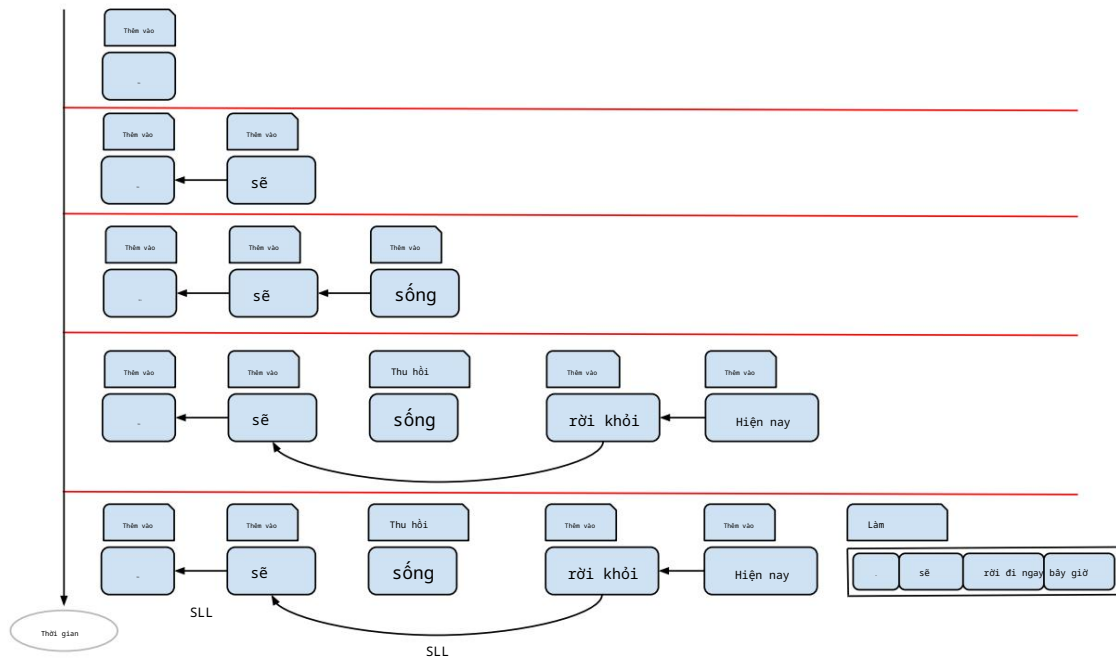 Thêm vào
-
Thêm vào Thêm vào
- sẽ
Thêm vào Thêm vào Thêm vào
- sẽ sống
Thêm vào Thêm vào Thu hồi Thêm vào Thêm vào
- sẽ sống rời khỏi Hiện nay
Thêm vào Thêm vào Thu hồi Thêm vào Thêm vào Làm
- sẽ sống rời khỏi Hiện nay . sẽ rời đi ngay bây giờ
SLL
Thời gian
SLL